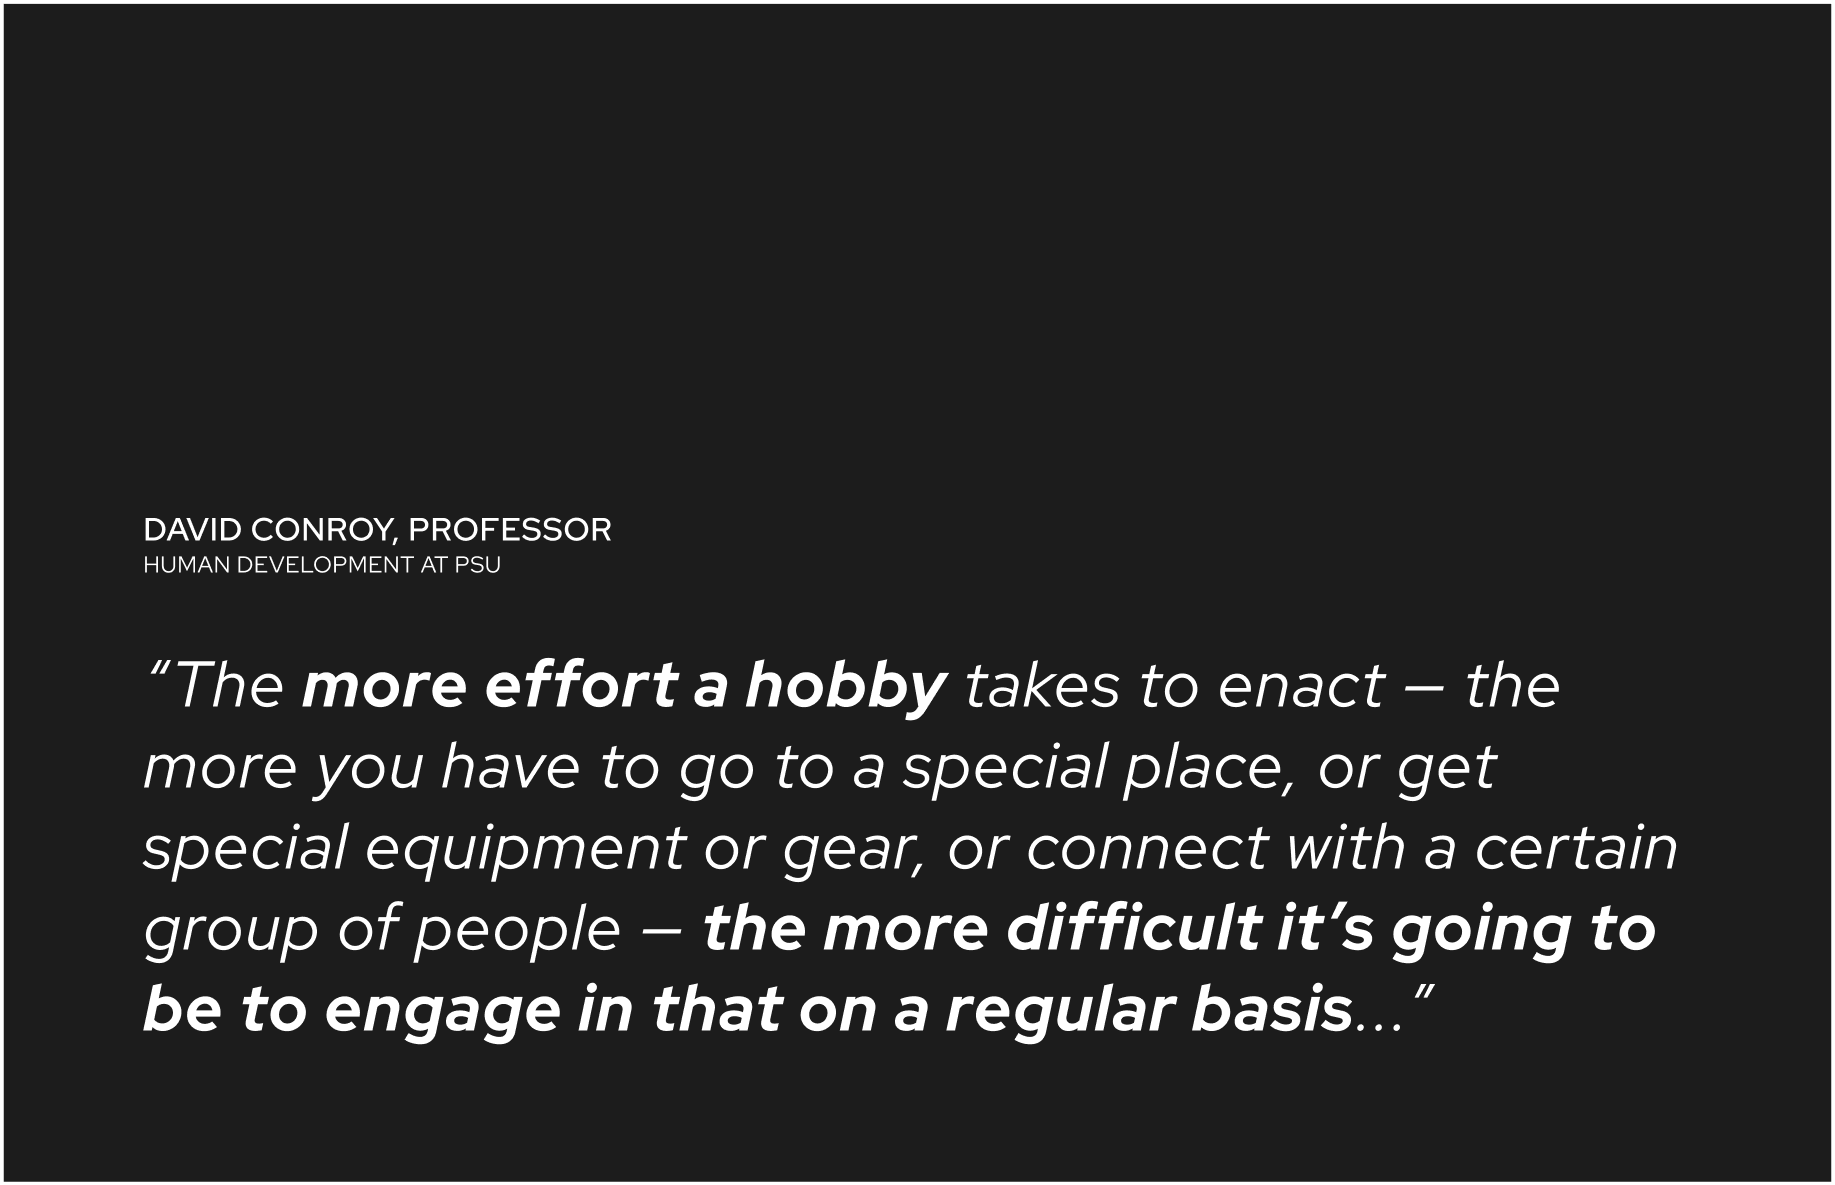 DAVID CONROY, PROFESSOR
HUMAN DEVELOPMENT AT PSU
“The more effort a hobby takes to enact – the
more you have to go to a special place, or get
special equipment or gear, or connect with a certain
group of people – the more difficult it’s going to
be to engage in that on a regular basis...”